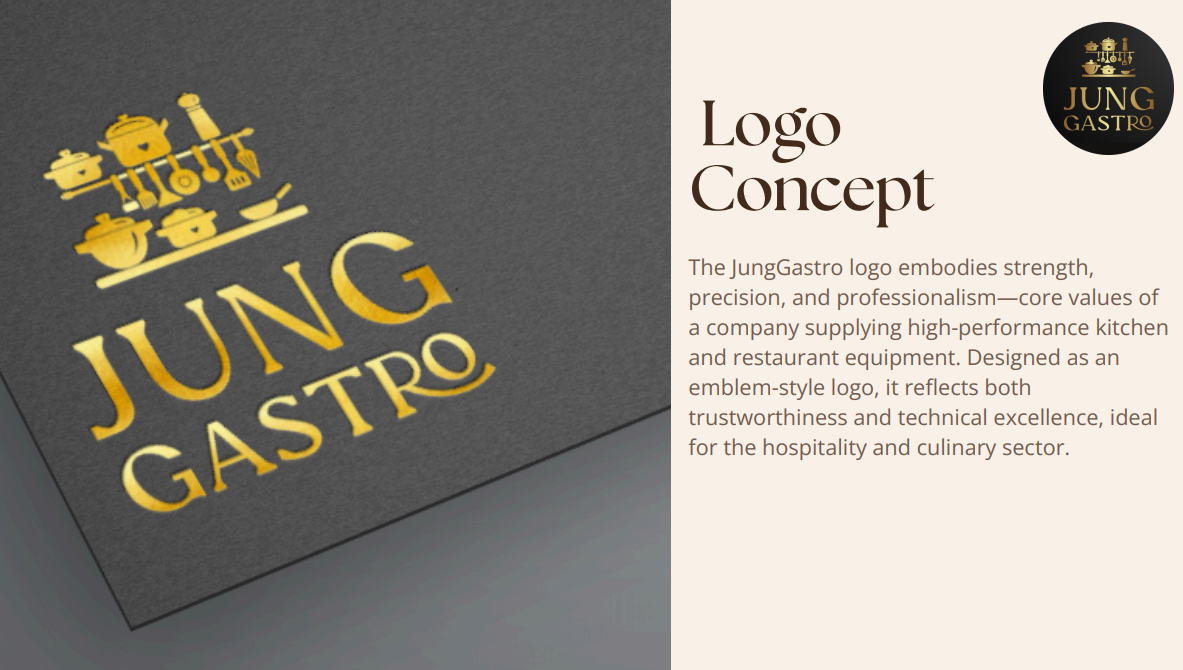 JUNG
GASTRO
JUNG
GASTRO
Logo
Concept
The JungGastro logo embodies strength,
precision, and professionalism—core values of
a company supplying high-performance kitchen
and restaurant equipment. Designed as an
emblem-style logo, it reflects both
trustworthiness and technical excellence, ideal
for the hospitality and culinary sector.